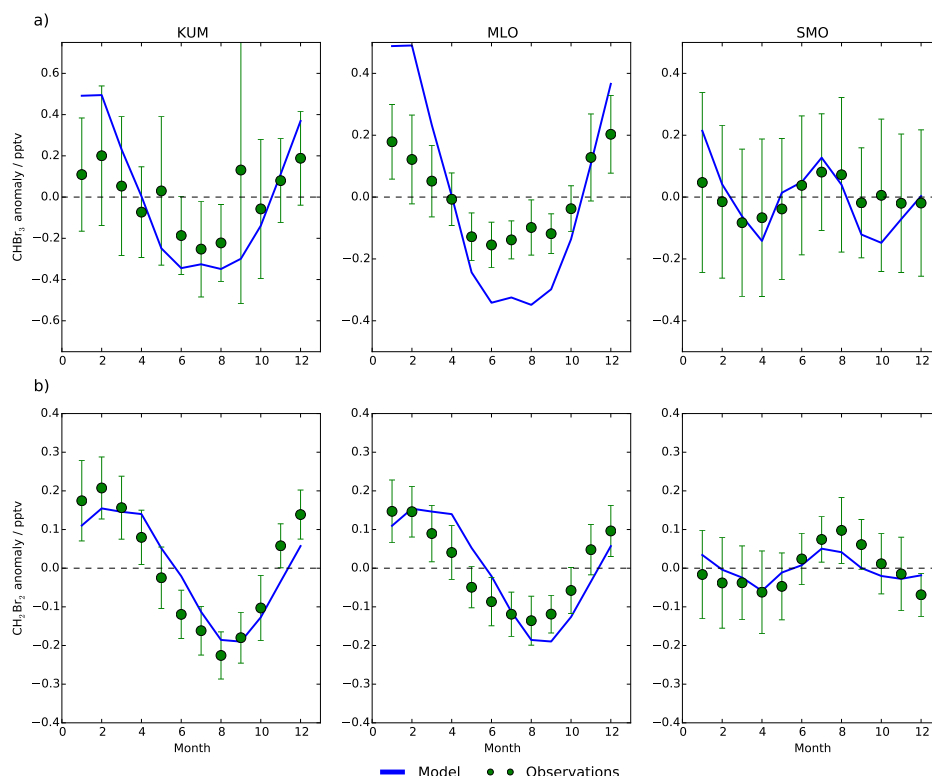 a)
KUM MLO SMO
CHBr3 anomaly / pptv
0.6 0.4 0.2 0.0 −0.2 −0.4 −0.6
0.4 0.2 0.0 −0.2 −0.4
0.4 0.2 0.0 −0.2 −0.4
0 2 4 6 8 10 12
0 2 4 6 8 10 12
0 2 4 6 8 10 12
b)
CH2Br2 anomaly / pptv
0.4 0.3 0.2 0.1 0.0 −0.1 −0.2 −0.3 −0.4
0.4 0.3 0.2 0.1 0.0 −0.1 −0.2 −0.3 −0.4
0.4 0.3 0.2 0.1 0.0 −0.1 −0.2 −0.3 −0.4
0 2 4 6 8 10 12
0 2 4 6 8 10 12
0 2 4 6 8 10 12
Month Month Month
Model Observations